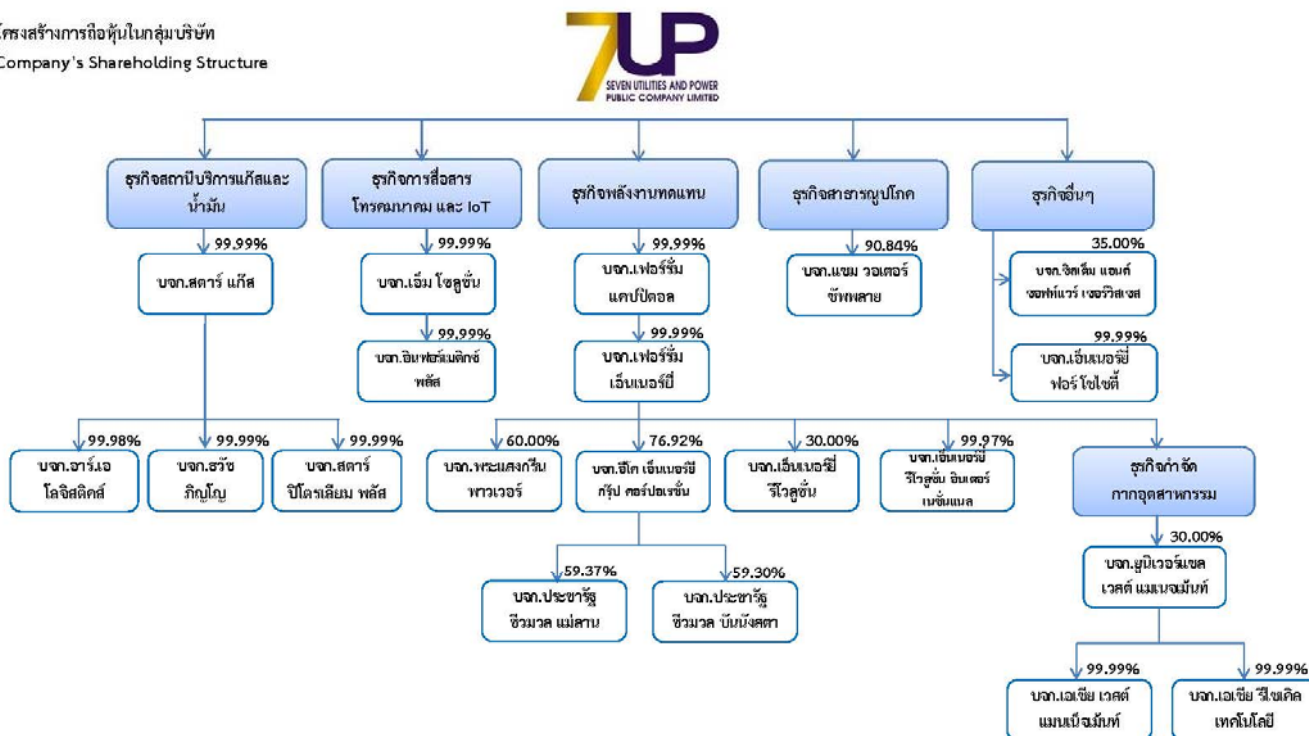 โครงสร้างการถือหุ้นในกลุ่มบริษัท
Company's Shareholding Structure
7UP
SEVEN UTILITIES AND POWER
PUBLIC COMPANY LIMITED
ธุรกิจสถานีบริการแก๊สและ
น้ำมัน
ธุรกิจการสื่อสาร
โทรคมนาคม และ IoT
ธุรกิจพลังงานทดแทน
ธุรกิจสาธารณูปโภค
ธุรกิจอื่นๆ
99.99%
บจก.สตาร์ แก๊ส
99.99%
บจก.เอ็ม โซลูชั่น
99.99%
บจก.เฟอร์รั่ม
แคปปิตอล
90.84%
บจก.แชม วอเตอร์
ซัพพลาย
35.00%
บจก.ซิสเต็ม แอนด์
ซอฟท์แวร์ เซอร์วิสเซส
99.99%
บจก.อินฟอร์เมติกซ์
พลัส
99.99%
บจก.เฟอร์รั่ม
เอ็นเนอร์ยี่
99.99%
บจก.เอ็นเนอร์ยี่
ฟอร์ โซไซตี้
99.98%
บจก.อาร์.เอ
โลจิสติคส์
99.99%
บจก.ธวัช
ภิญโญ
99.99%
บจก.สตาร์
ปิโตรเลียม พลัส
60.00%
บจก.พระแสงกรีน
พาวเวอร์
76.92%
บจก.อีโค เอ็นเนอร์ยี
กรุ๊ป คอร์ปอเรชั่น
30.00%
บจก.เอ็นเนอร์ยี่
รีโวลูชั่น
99.97%
บจก.เอ็นเนอร์ยี่
รีโวลูชั่น อินเตอร์
เนชั่นแนล
ธุรกิจกำจัด
กากอุตสาหกรรม
59.37%
บจก.ประชารัฐ
ชีวมวล แม่ลาน
59.30%
บจก.ประชารัฐ
ชีวมวล บันนังสตา
30.00%
บจก.ยูนิเวอร์แซล
เวสต์ แมเนจเม้นท์
99.99%
บจก.เอเชีย เวสต์
แมนเน็จเม้นท์
99.99%
บจก.เอเชีย รีไซเคิล
เทคโนโลยี